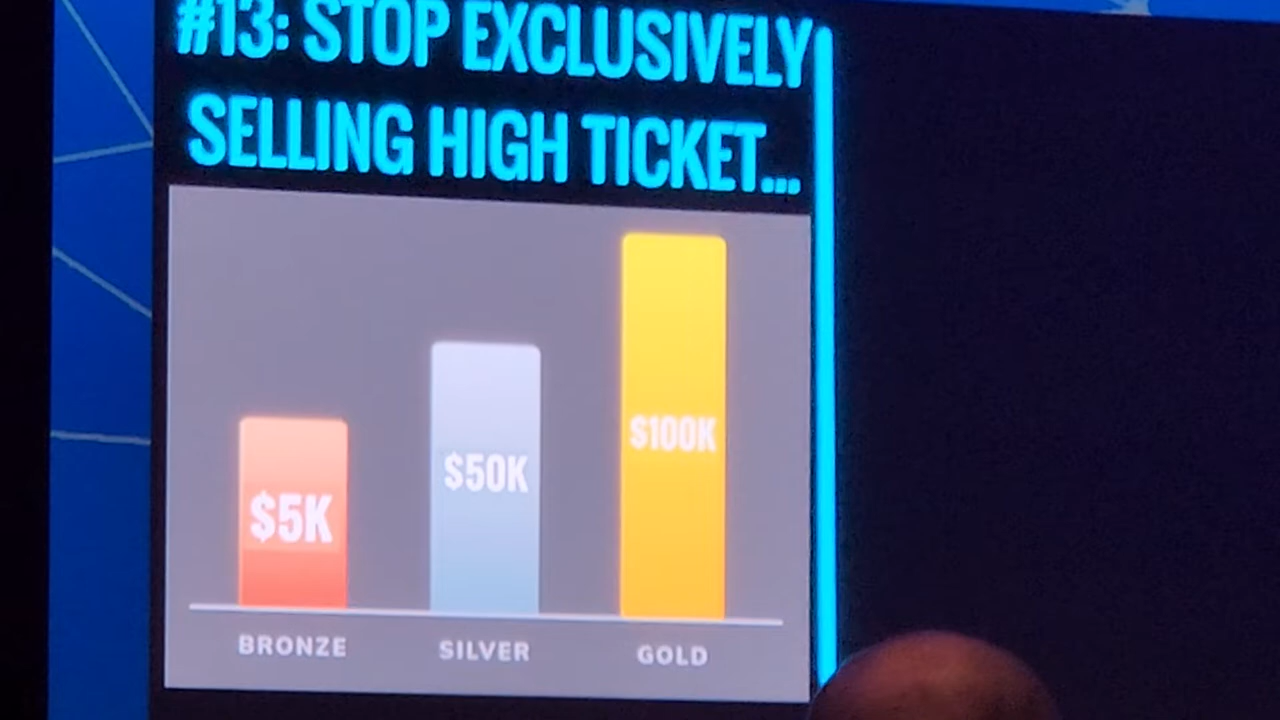 #13: STOP EXCLUSIVELY
SELLING HIGH TICKET...
$100K
$50K
$5K
BRONZE
SILVER
GOLD